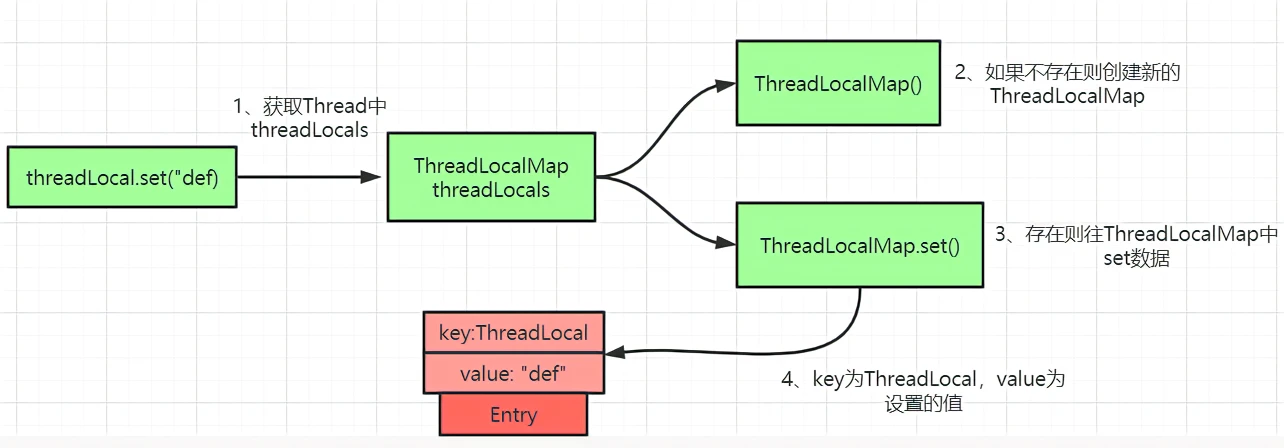 1、获取Thread中
threadLocals
threadLocal.set("def)
ThreadLocalMap
threadLocals
ThreadLocalMap()
2、如果不存在则创建新的
ThreadLocalMap
ThreadLocalMap.set()
3、存在则往ThreadLocalMap中
set数据
key:ThreadLocal
value: "def"
Entry
4、key为ThreadLocal，value为
设置的值